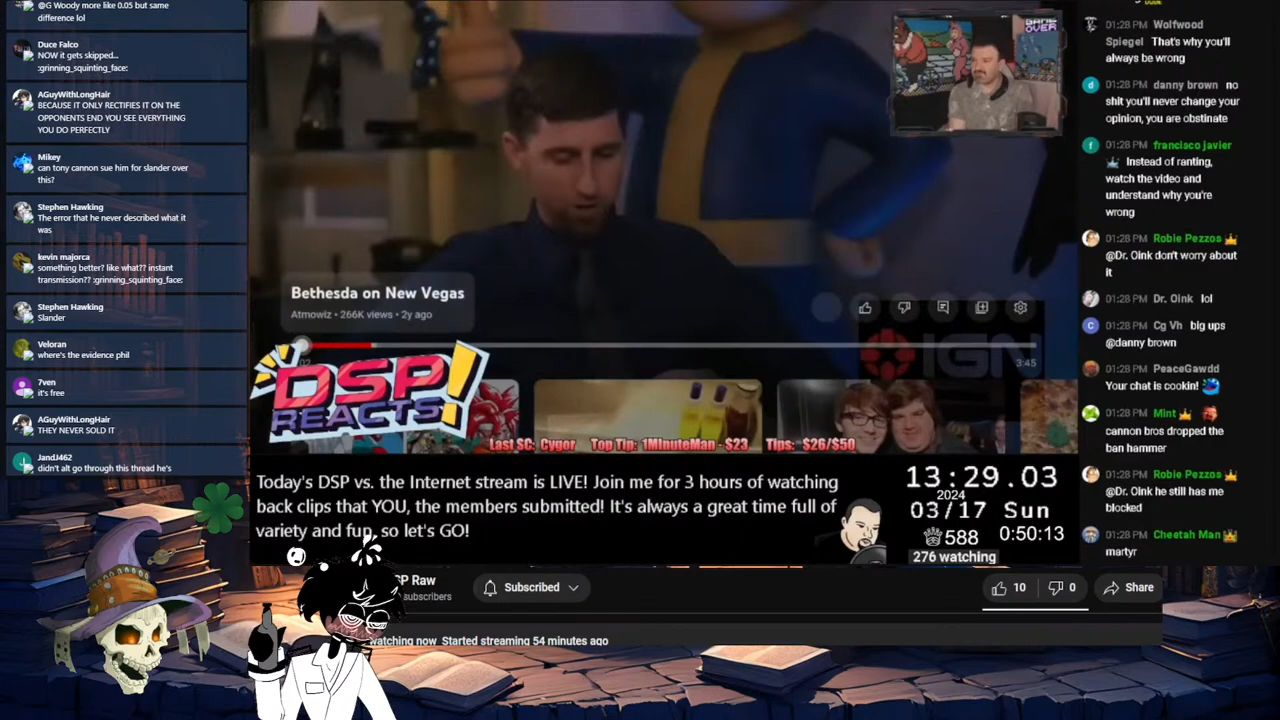 @G Woody more like 0.05 but same
difference lol
Duce Falco
NOW it gets skipped...
:grinning_squinting_face:
AGuyWithLongHair
BECAUSE IT ONLY RECTIFIES IT ON THE
OPPONENTS END YOU SEE EVERYTHING
YOU DO PERFECTLY
Mikey
can tony cannon sue him for slander over
this?
Stephen Hawking
The error that he never described what it
was
kevin majorca
something better? like what?? instant
transmission?? :grinning_squinting_face:
Stephen Hawking
Slander
Veloran
where's the evidence phil
7ven
it's free
AGuyWithLongHair
THEY NEVER SOLD IT
JandJ462
didn't alt go through this thread he's
GAME
OVER
Bethesda on New Vegas
Atmowiz • 266K views • 2y ago
IGN
3:45
DSP!
REACTS
Last SC: Cygor Top Tip: 1MinuteMan - $23 Tips: $26/$50
Today's DSP vs. the Internet stream is LIVE! Join me for 3 hours of watching
back clips that YOU, the members submitted! It's always a great time full of
variety and fun, so let's GO!
13:29.03
2024
03/17 Sun
588 0:50:13
276 watching
SP Raw
subscribers
Subscribed
10
0
Share
watching now Started streaming 54 minutes ago
01:28 PM Wolfwood
Spiegel That's why you'll
always be wrong
d
01:28 PM danny brown no
shit you'll never change your
opinion, you are obstinate
f
01:28 PM francisco javier
Instead of ranting,
watch the video and
understand why you're
wrong
01:28 PM Robie Pezzos
@Dr. Oink don't worry about
it
01:28 PM Dr. Oink lol
C
01:28 PM Cg Vh big ups
@danny brown
01:28 PM PeaceGawdd
Your chat is cookin!
01:28 PM Mint
cannon bros dropped the
ban hammer
01:28 PM Robie Pezzos
@Dr. Oink he still has me
blocked
01:28 PM Cheetah Man
martyr